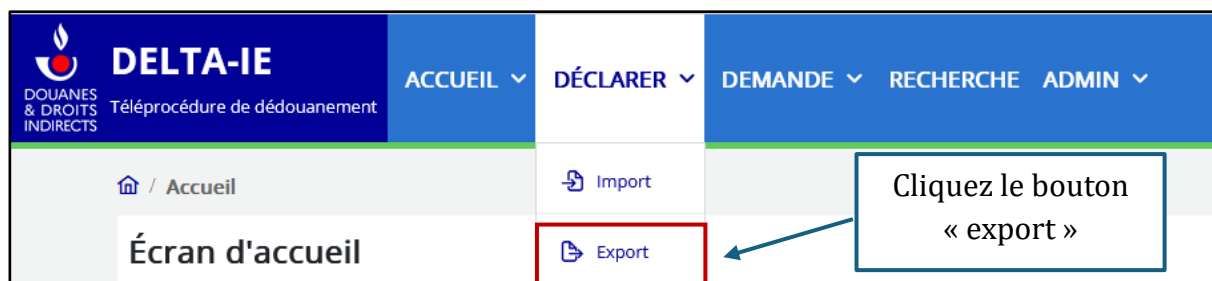 DOUANES
& DROITS
INDIRECTS
DELTA-IE
Téléprocédure de dédouanement
ACCUEIL
DÉCLARER
DEMANDE
RECHERCHE
ADMIN
/ Accueil
Import
Écran d'accueil
Export
Cliquez le bouton
« export »